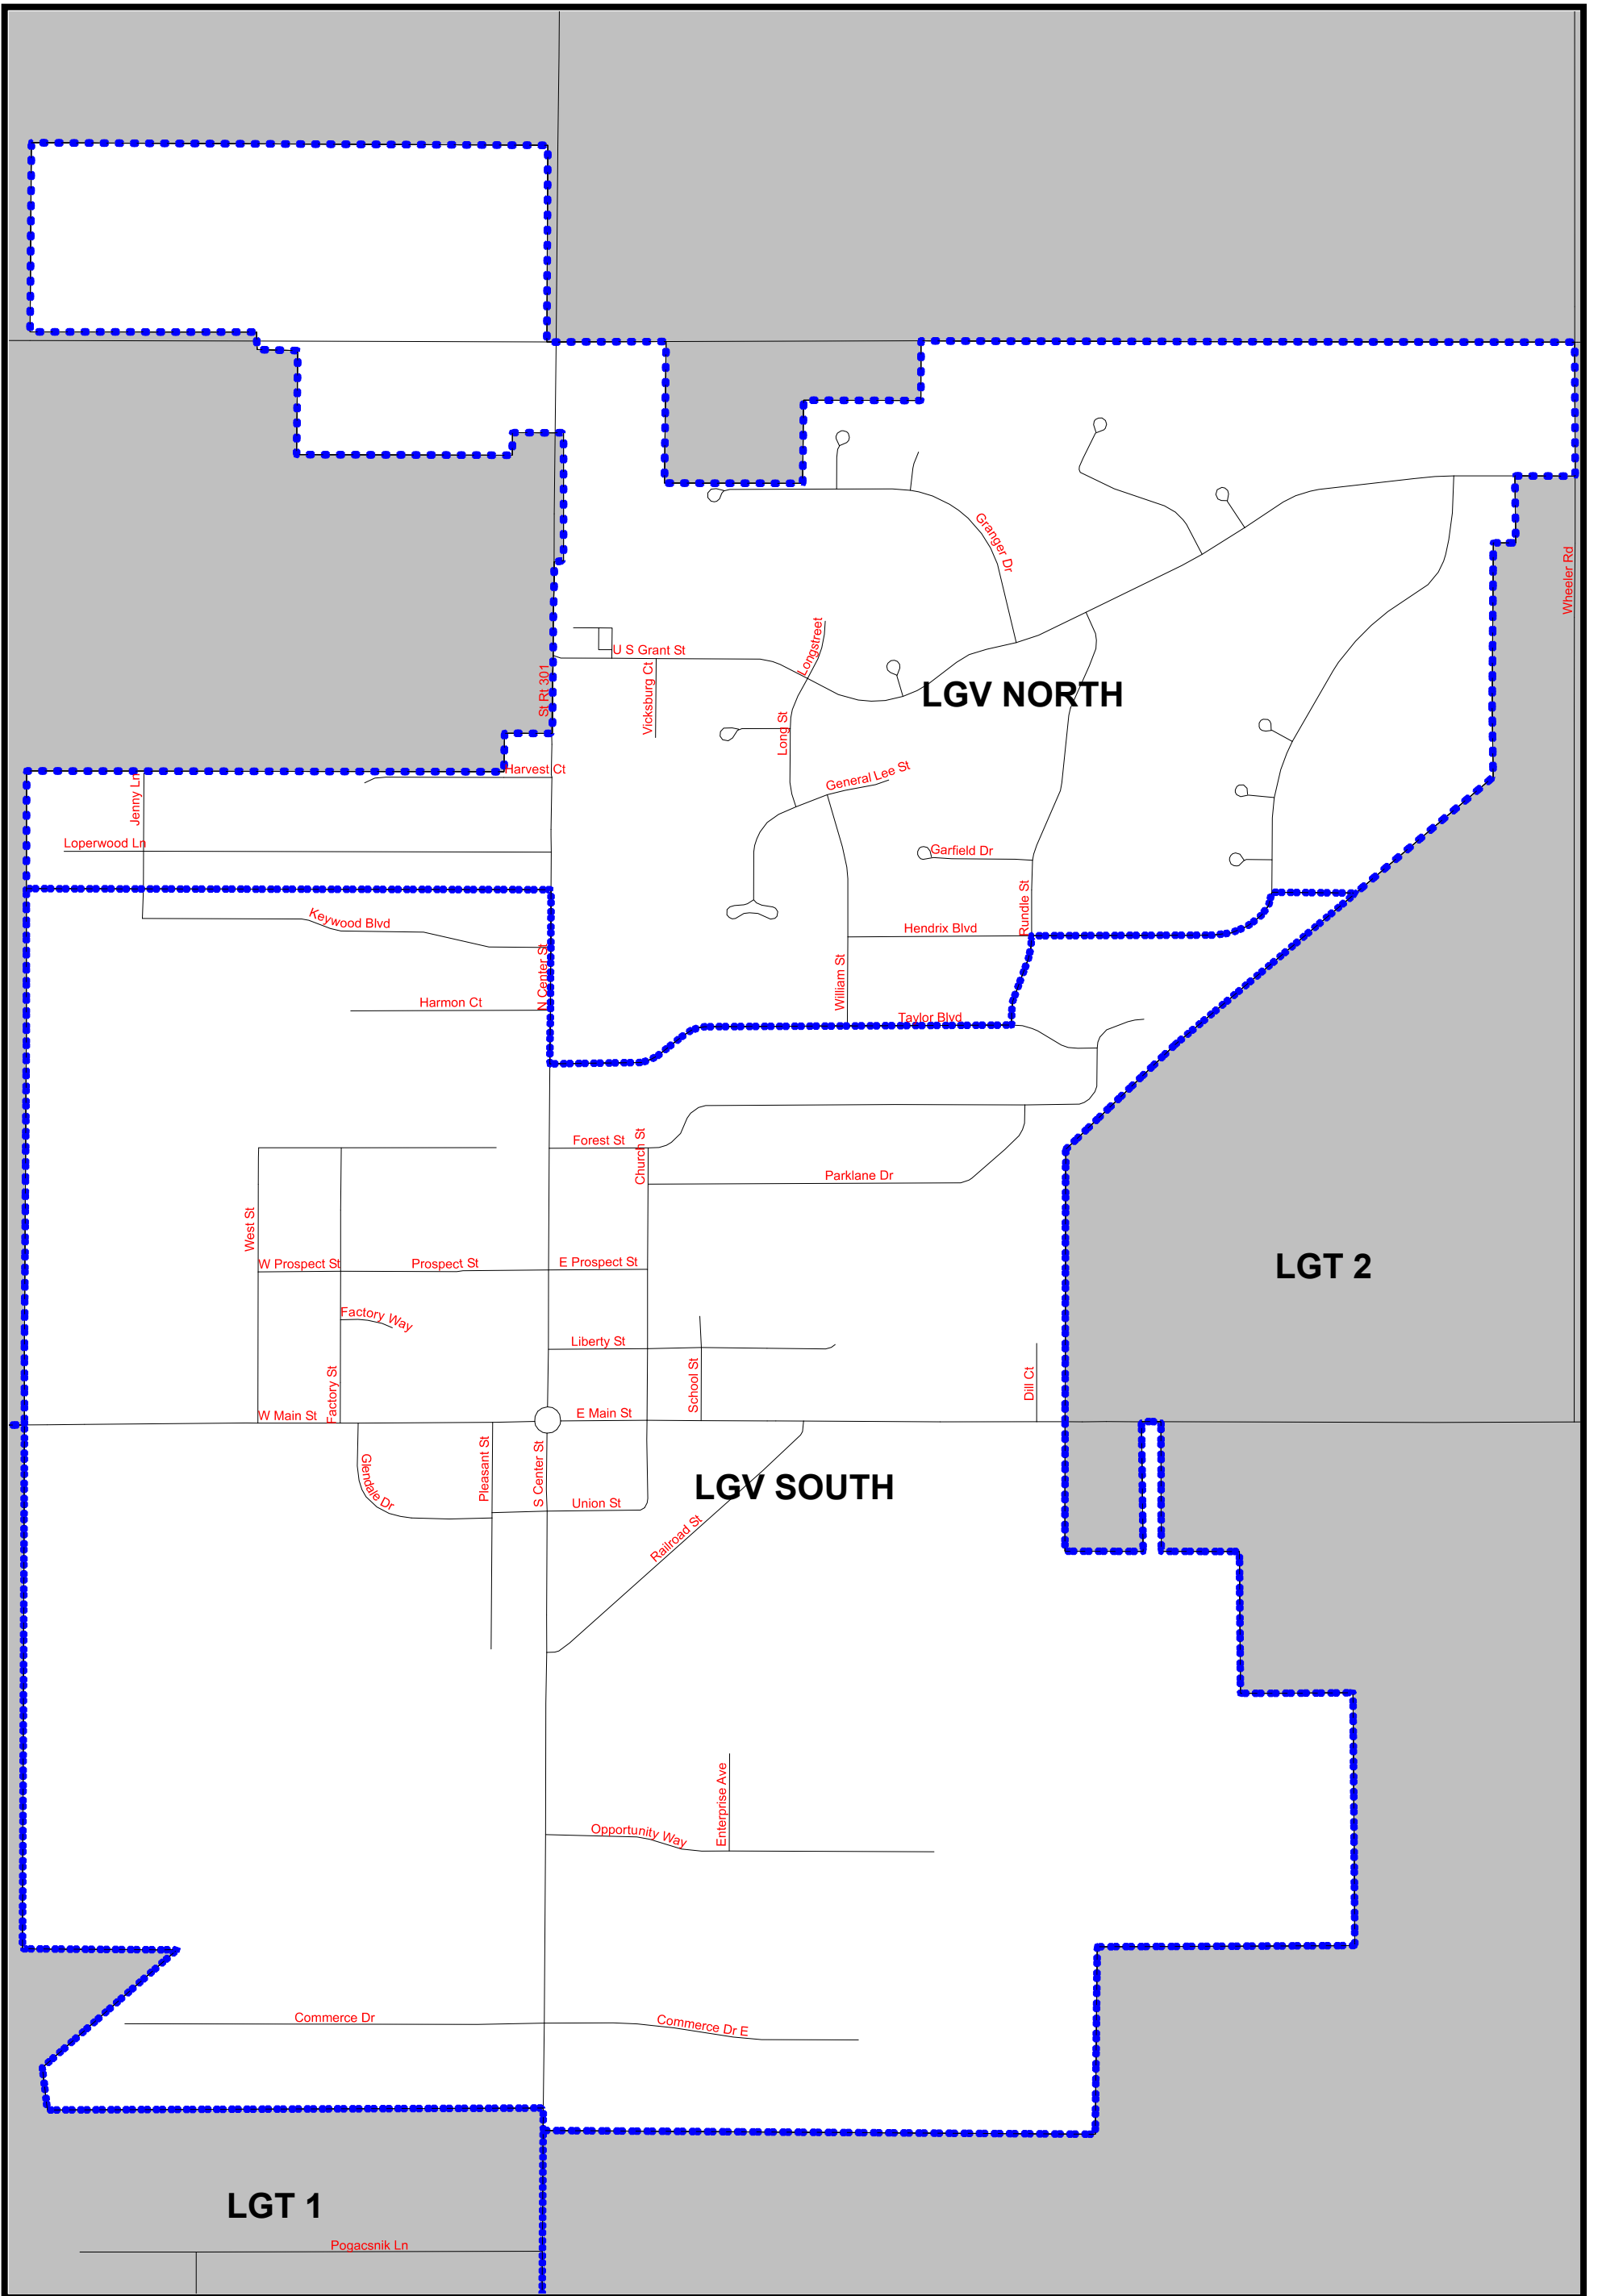 Granger Dr
Wheeler Rd
Longstreet
U S Grant St
St Rt 301
Vicksburg Ct
LGV NORTH
Long St
Harvest Ct
Jenny Ln
General Lee St
Loperwood Ln
Garfield Dr
Rundle St
Keywood Blvd
Hendrix Blvd
N Center St
William St
Harmon Ct
Taylor Blvd
Forest St
Church St
Parklane Dr
West St
W Prospect St
Prospect St
E Prospect St
LGT 2
Factory Way
Liberty St
School St
Dill Ct
Factory St
W Main St
E Main St
Pleasant St
S Center St
Glendale Dr
LGV SOUTH
Union St
Railroad St
Enterprise Ave
Opportunity Way
Commerce Dr
Commerce Dr E
LGT 1
Pogacsnik Ln